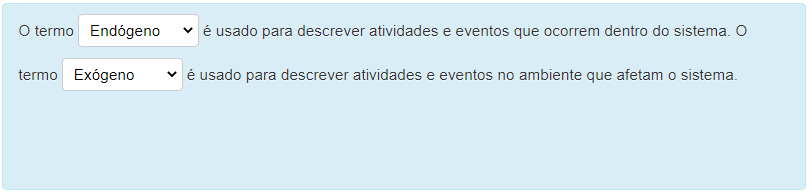 O termo Endógeno é usado para descrever atividades e eventos que ocorrem dentro do sistema. O
termo Exógeno é usado para descrever atividades e eventos no ambiente que afetam o sistema.